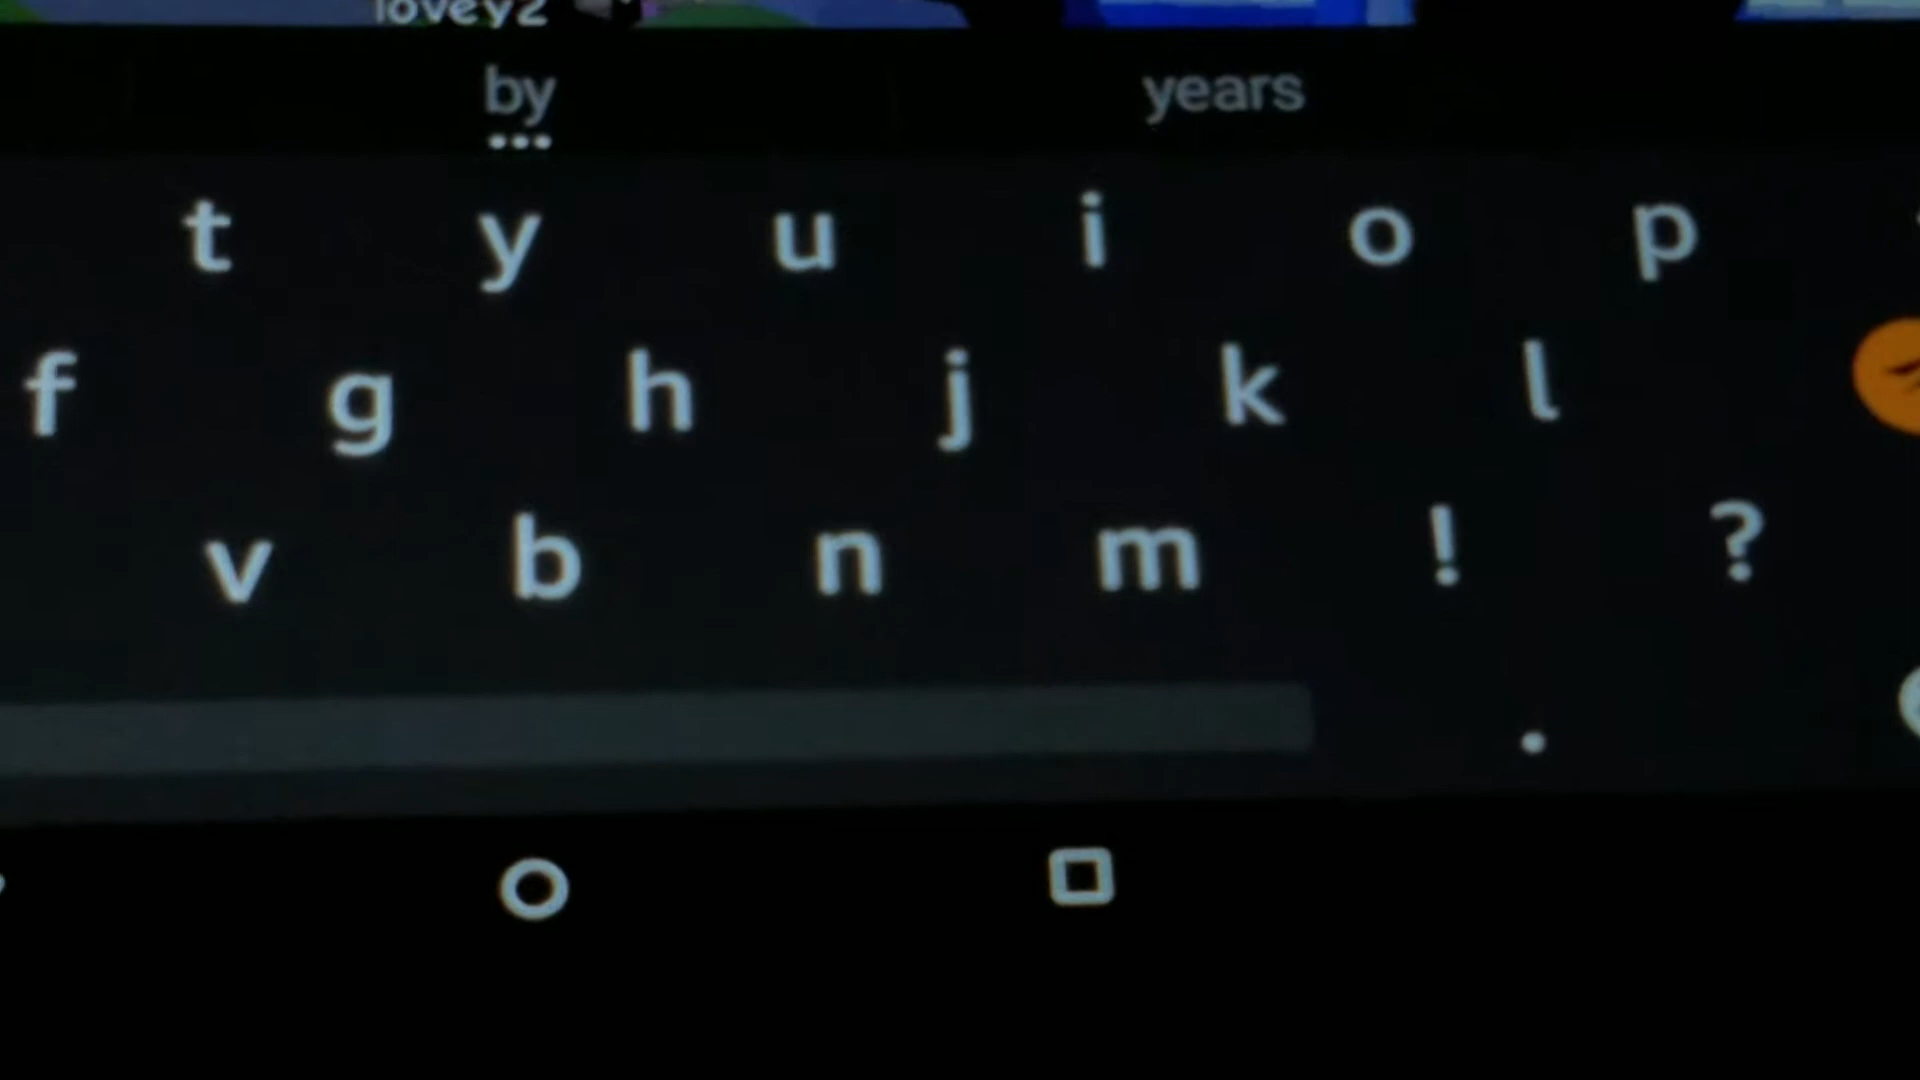 lovey2
by years
t y u i o p
f g h j k l
v b n m ! ?
.